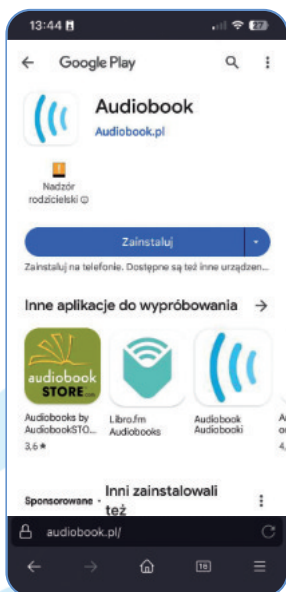 13:44
27
Google Play
Audiobook
Audiobook.pl
!
Nadzór
rodzicielski
Zainstaluj
Zainstaluj na telefonie. Dostępne są też inne urządzen...
Inne aplikacje do wypróbowania →
audiobook
STORE
Audiobooks by
AudiobookSTO...
3,6★
Libro.fm
Audiobooks
Audiobook
Audiobooki
A
4,
Sponsorowane · Inni zainstalowali
też
audiobook.pl/
16